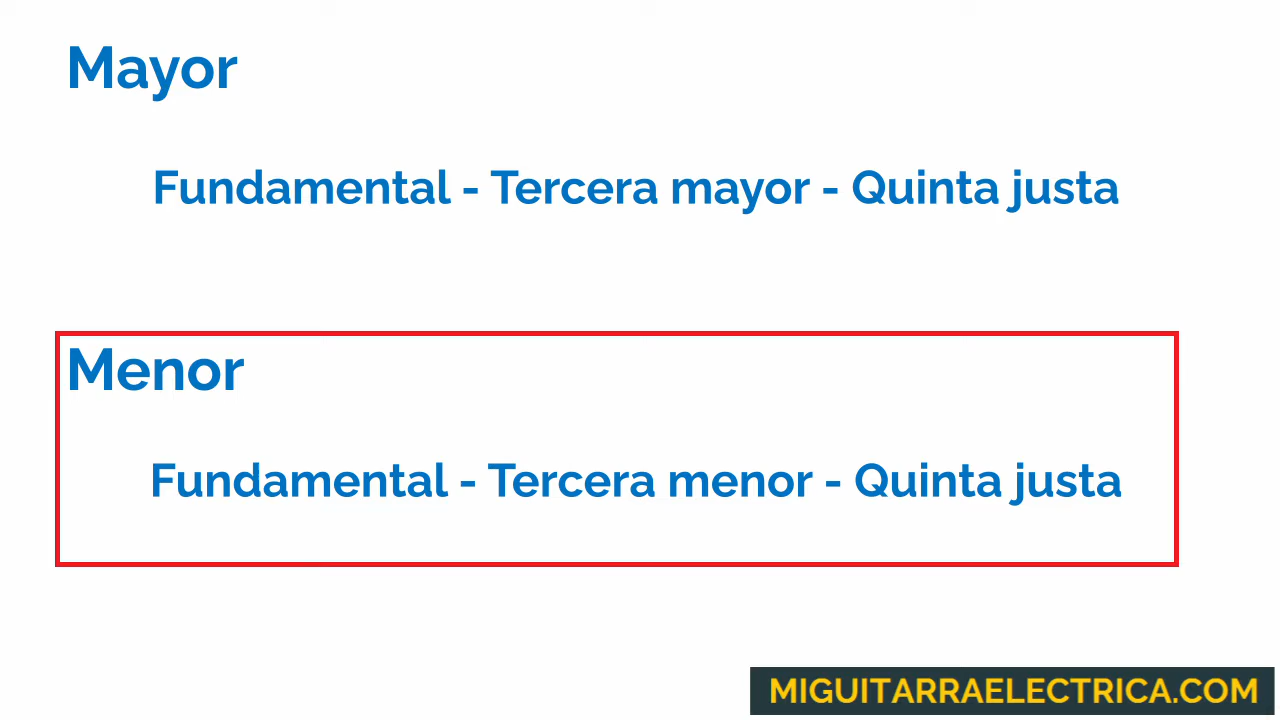 Mayor
Fundamental - Tercera mayor - Quinta justa
Menor
Fundamental - Tercera menor - Quinta justa
MIGUITARRAELECTRICA.COM